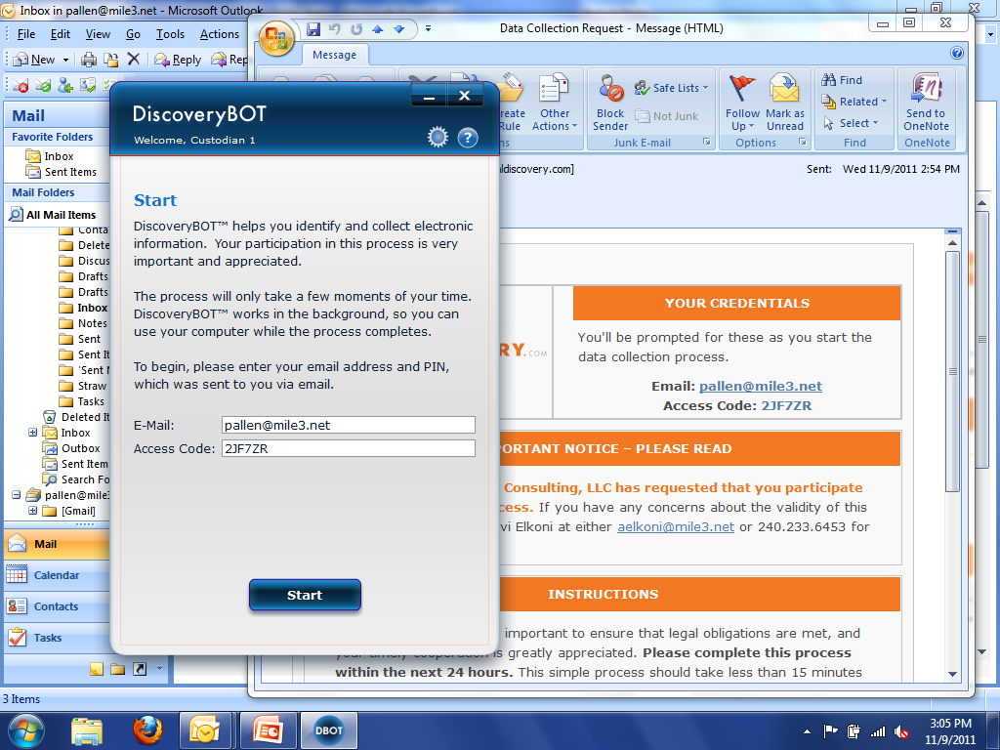 Inbox in pallen@mile3.net - Microsoft Outlook
File Edit View Go Tools Actions
New Reply
Mail
Favorite Folders
Inbox
Sent Items
Mail Folders
All Mail Items
Delete
Discus
Drafts
Drafts
Inbox
Notes
Sent
Sent It
Straw
Tasks
Deleted It
Inbox
Outbox
Sent Item
Search Fo
pallen@mile3
[Gmail]
Mail
Calendar
Contacts
Tasks
3 Items
Data Collection Request - Message (HTML)
Message
Rule
Other Actions
Block Sender
Safe Lists
Not Junk
Junk E-mail
Follow Up
Mark as Unread
Options
Find
Related
Select
Find
Send to OneNote
OneNote
ldiscovery.com]
Sent: Wed 11/9/2011 2:54 PM
DiscoveryBOT
Welcome, Custodian 1
Start
DiscoveryBOT™ helps you identify and collect electronic
information. Your participation in this process is very
important and appreciated.
The process will only take a few moments of your time.
DiscoveryBOT™ works in the background, so you can
use your computer while the process completes.
To begin, please enter your email address and PIN,
which was sent to you via email.
E-Mail: pallen@mile3.net
Access Code: 2JF7ZR
Start
RY.COM
YOUR CREDENTIALS
You'll be prompted for these as you start the
data collection process.
Email: pallen@mile3.net
Access Code: 2JF7ZR
PORTANT NOTICE – PLEASE READ
Consulting, LLC has requested that you participate
cess. If you have any concerns about the validity of this
vi Elkoni at either aelkoni@mile3.net or 240.233.6453 for
INSTRUCTIONS
important to ensure that legal obligations are met, and
is greatly appreciated. Please complete this process
within the next 24 hours. This simple process should take less than 15 minutes
DBOT
3:05 PM
11/9/2011